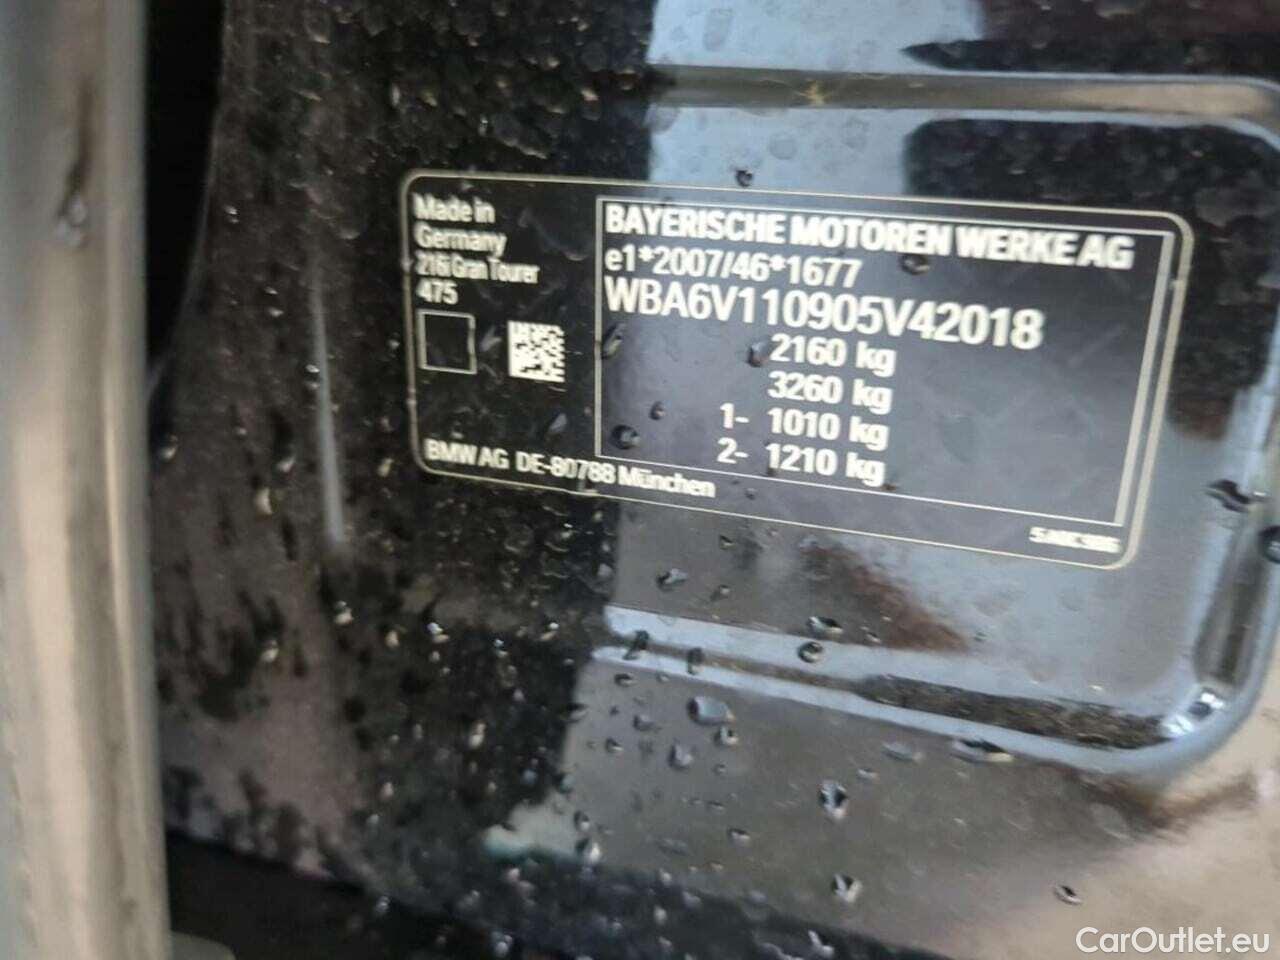 Made in
Germany
216i Gran Tourer
475
BMW AG DE-80788 München
BAYERISCHE MOTOREN WERKE AG
e1*2007/46*1677
WBA6V110905V42018
2160 kg
3260 kg
1- 1010 kg
2- 1210 kg
CarOutlet.eu